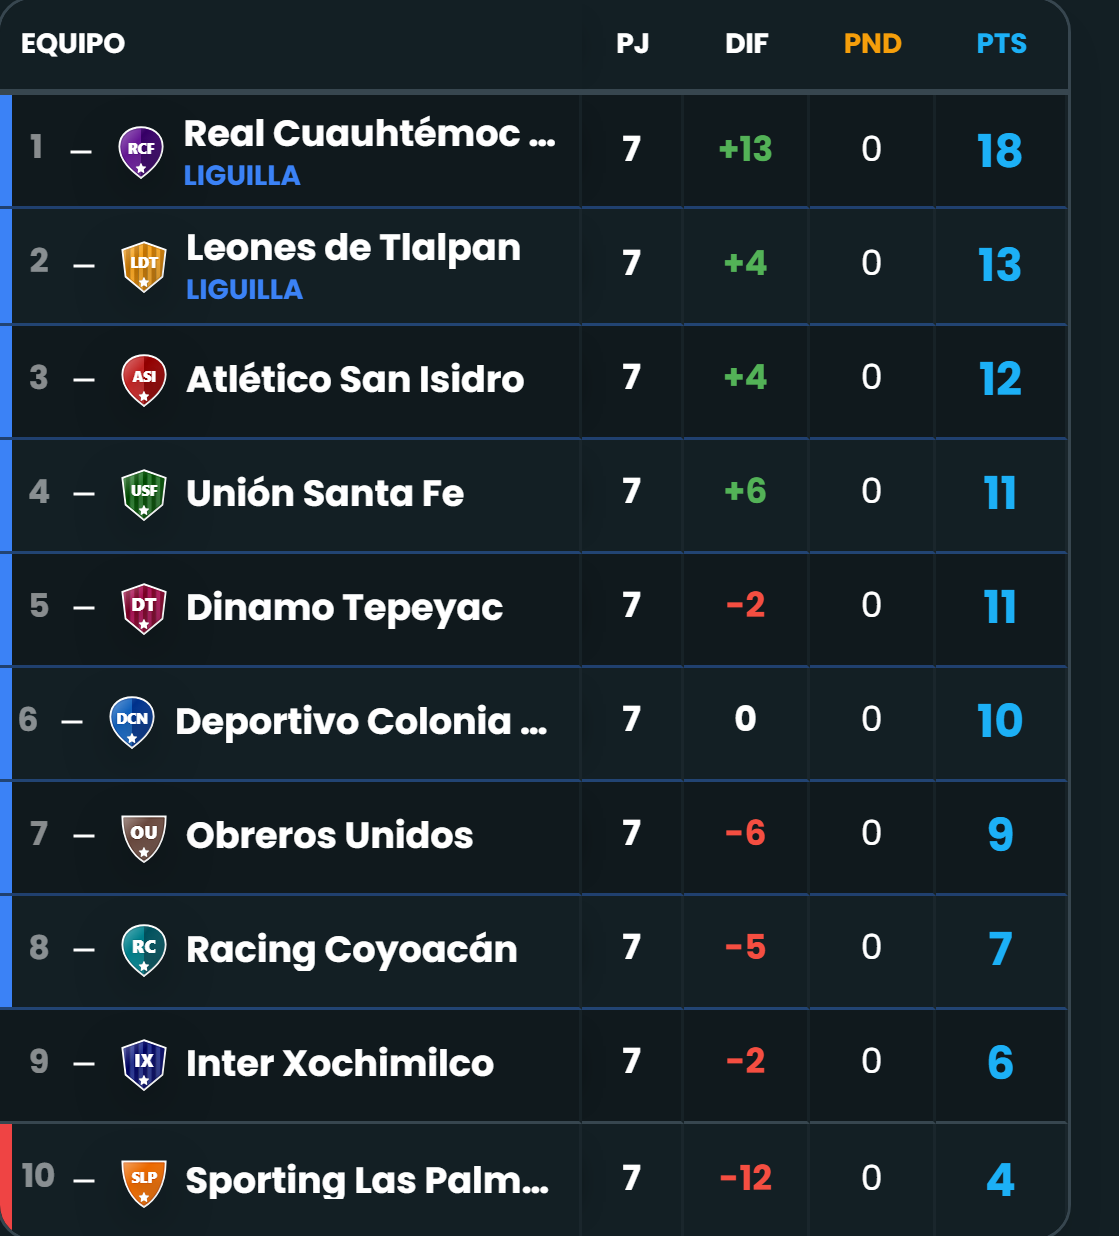 EQUIPO PJ DIF PND PTS
1 – RCF Real Cuauhtémoc ... 7 +13 0 18
LIGUILLA
2 – LDT Leones de Tlalpan 7 +4 0 13
LIGUILLA
3 – ASI Atlético San Isidro 7 +4 0 12
4 – USF Unión Santa Fe 7 +6 0 11
5 – DT Dinamo Tepeyac 7 -2 0 11
6 – DCN Deportivo Colonia ... 7 0 0 10
7 – OU Obreros Unidos 7 -6 0 9
8 – RC Racing Coyoacán 7 -5 0 7
9 – IX Inter Xochimilco 7 -2 0 6
10 – SLP Sporting Las Palm... 7 -12 0 4